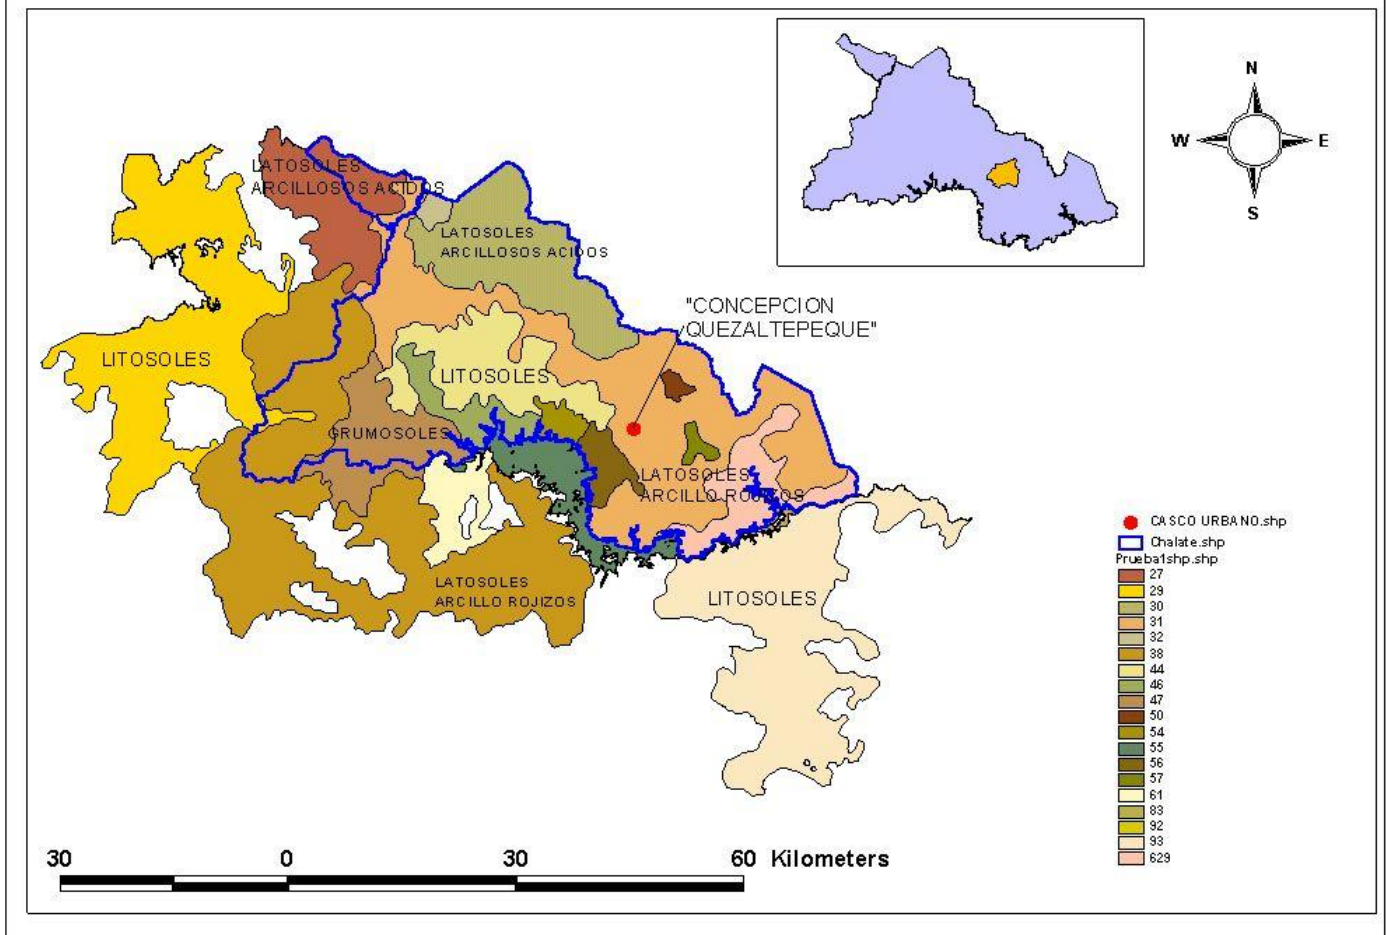 N
W E
S
LATOSOLES
ARCILLOSOS ACIDOS
LATOSOLES
ARCILLOSOS ACIDOS
"CONCEPCION
QUEZALTEPEQUE"
LITOSOLES
LITOSOLES
GRUMOSOLES
LATOSOLES
ARCILLO ROJIZOS
LATOSOLES
ARCILLO ROJIZOS
LITOSOLES
CASCO URBANO.shp
Chalate.shp
Prueba1shp.shp
27
29
30
31
32
38
44
46
47
50
54
55
56
57
61
83
92
93
629
30 0 30 60 Kilometers